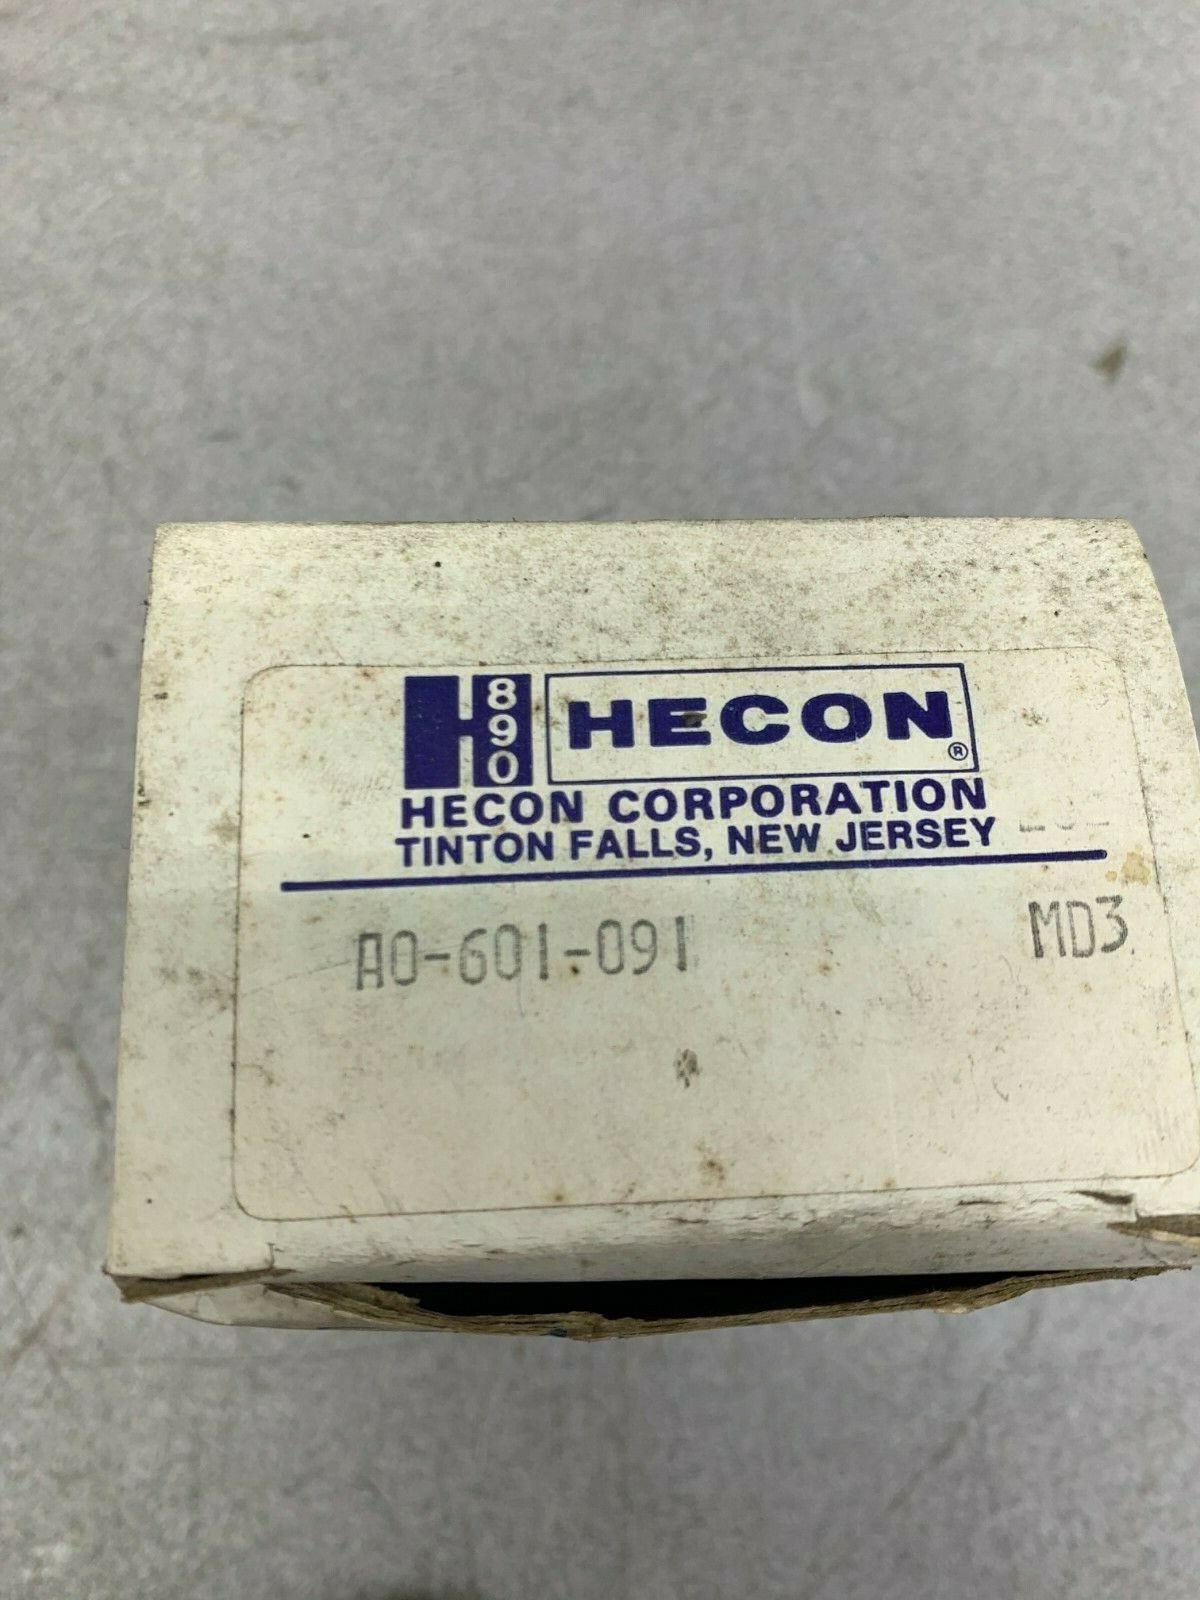 H 890 HECON®
HECON CORPORATION
TINTON FALLS, NEW JERSEY
A0-601-091 MD3